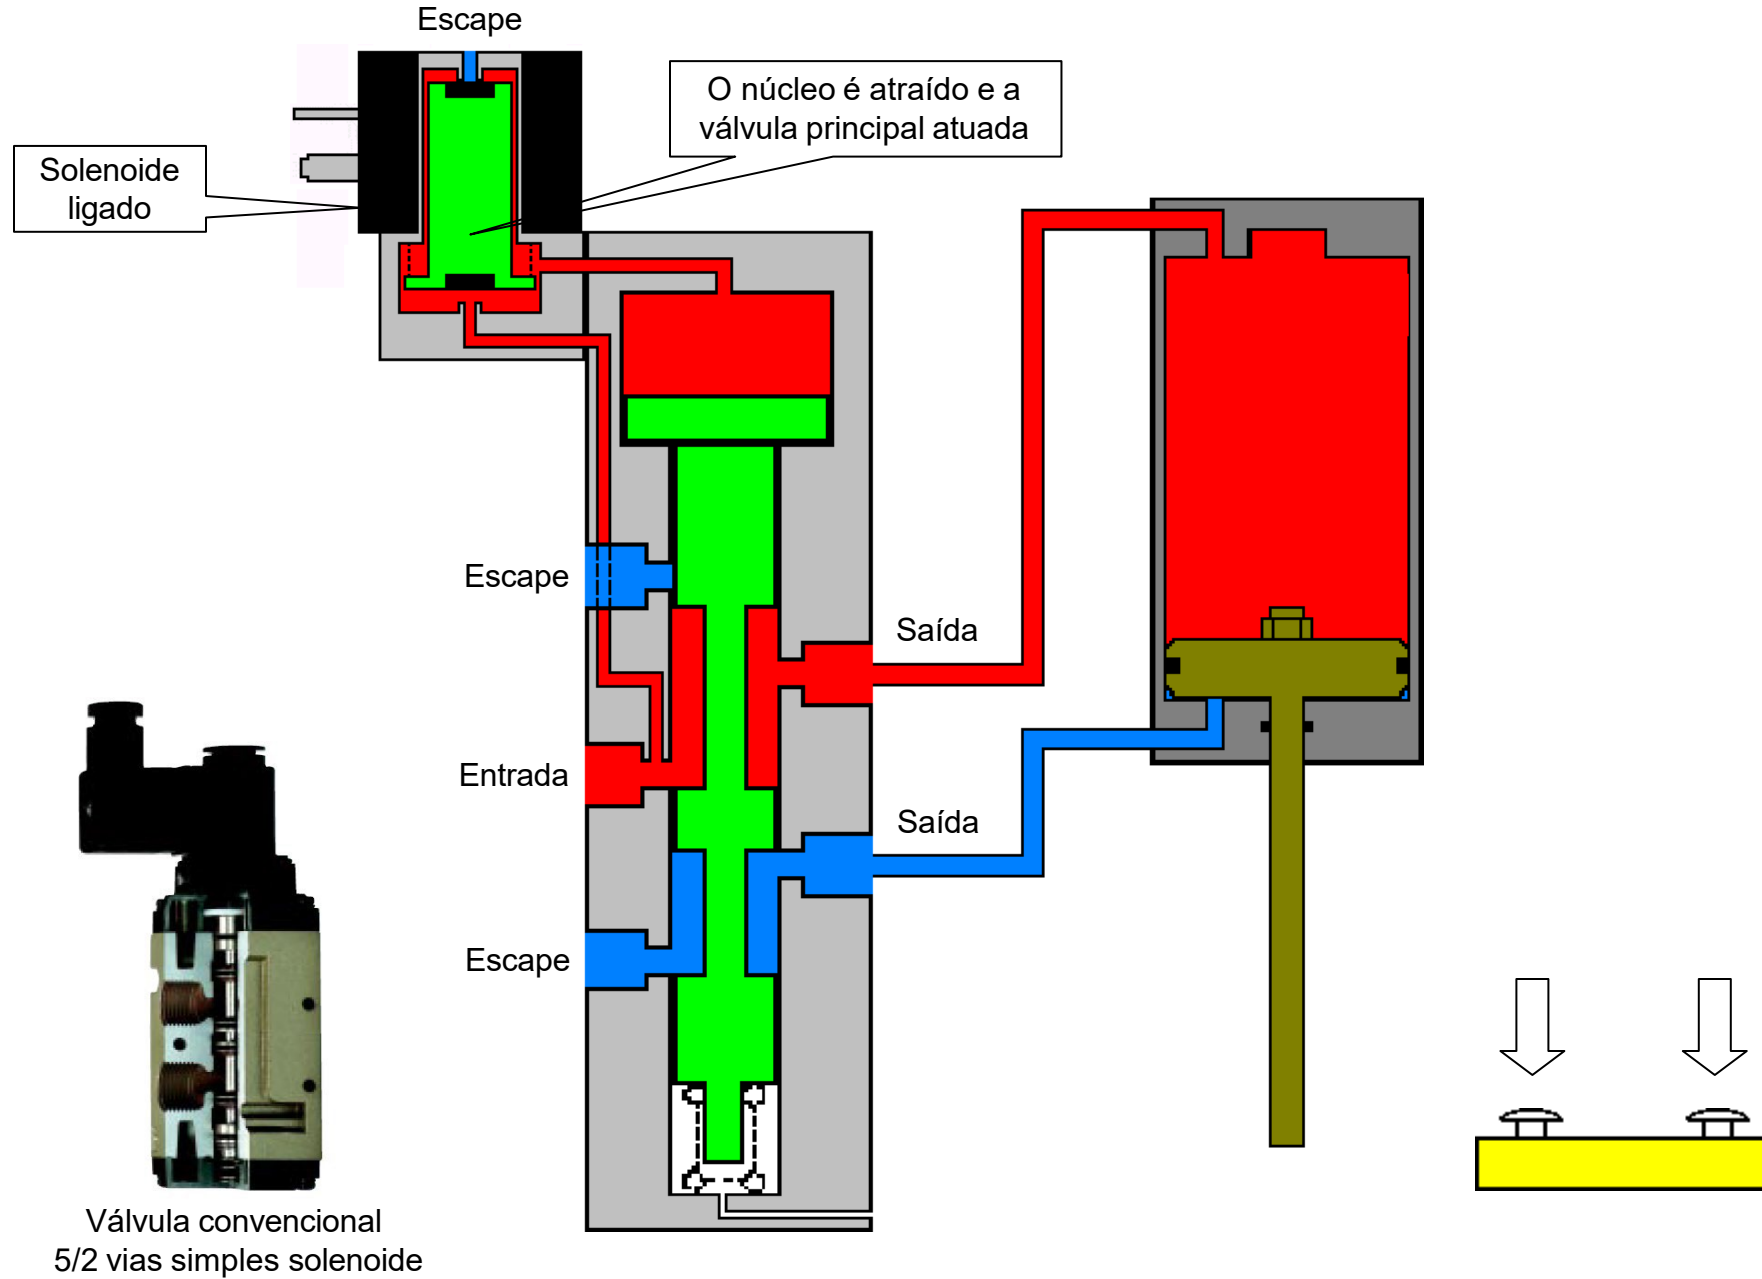 Escape
O núcleo é atraído e a
válvula principal atuada
Solenoide
ligado
Escape
Saída
Entrada
Saída
Escape
Válvula convencional
5/2 vias simples solenoide